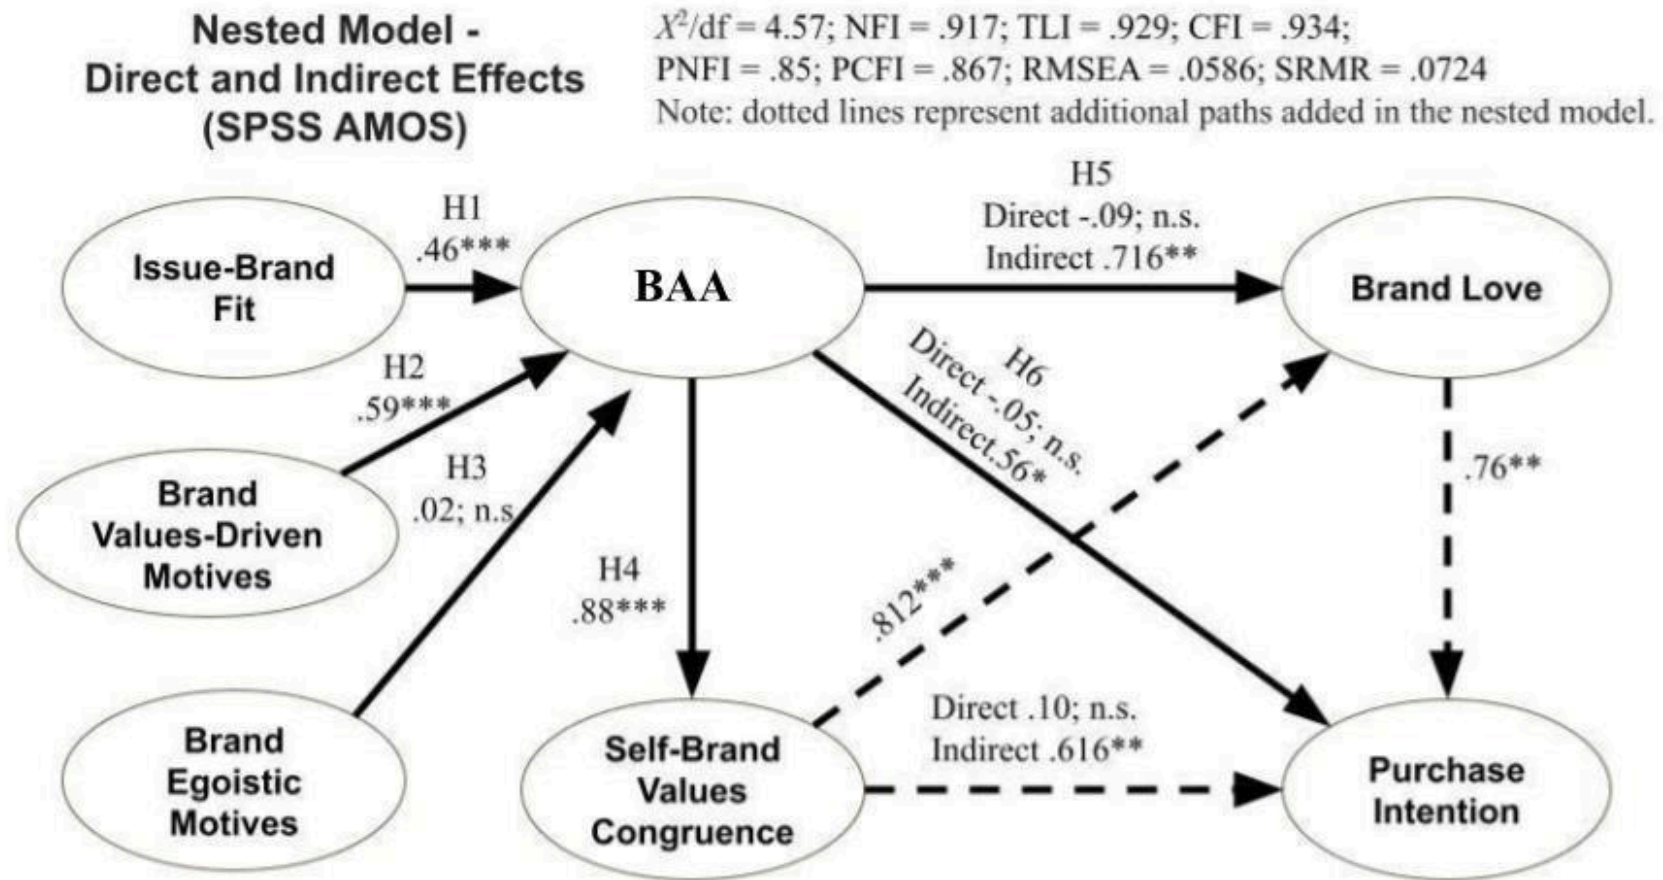 Nested Model -
Direct and Indirect Effects
(SPSS AMOS)
X²/df = 4.57; NFI = .917; TLI = .929; CFI = .934;
PNFI = .85; PCFI = .867; RMSEA = .0586; SRMR = .0724
Note: dotted lines represent additional paths added in the nested model.
H1
.46***
Issue-Brand
Fit
BAA
H5
Direct -.09; n.s.
Indirect .716**
Brand Love
H2
.59***
H6
Direct -.05; n.s.
Indirect.56*
Brand
Values-Driven
Motives
H3
.02; n.s
.76**
H4
.88***
.812***
Brand
Egoistic
Motives
Self-Brand
Values
Congruence
Direct .10; n.s.
Indirect .616**
Purchase
Intention